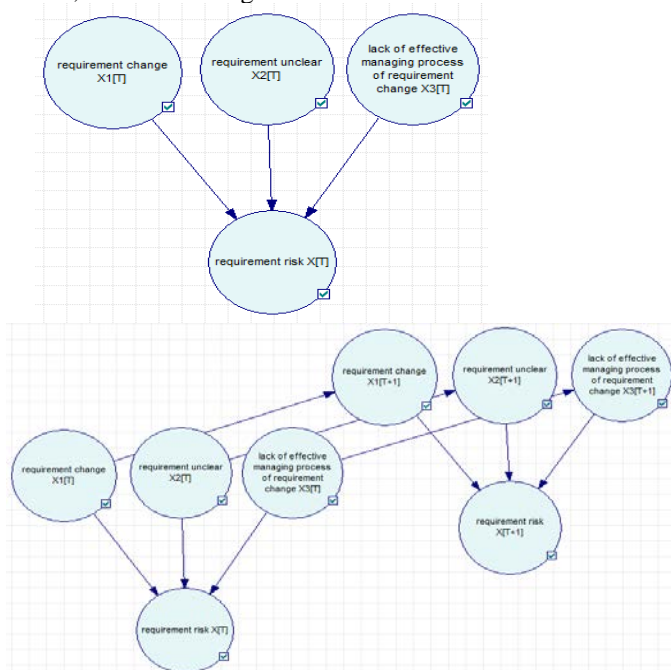 requirement change
X1[T]
requirement unclear
X2[T]
lack of effective
managing process
of requirement
change X3[T]
requirement risk X[T]
requirement change
X1[T+1]
requirement unclear
X2[T+1]
lack of effective
managing process
of requirement
change X3[T+1]
requirement change
X1[T]
requirement unclear
X2[T]
lack of effective
managing process
of requirement
change X3[T]
requirement risk
X[T+1]
requirement risk X[T]